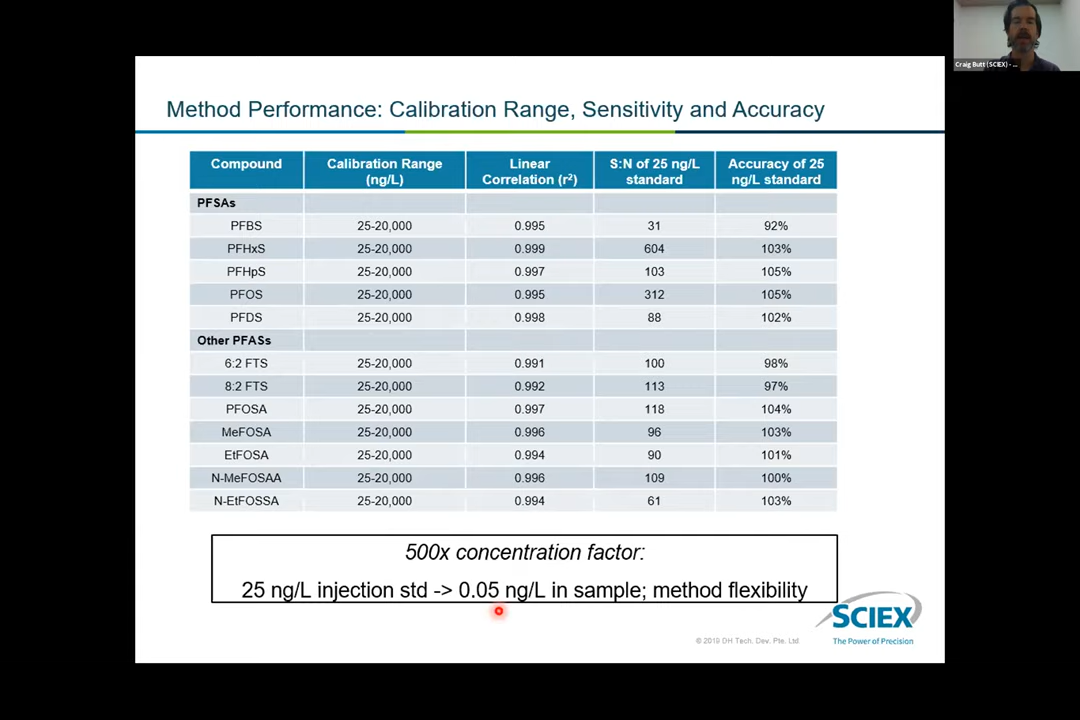 Craig Butt (SCIEX) - ...
Method Performance: Calibration Range, Sensitivity and Accuracy
Compound Calibration Range (ng/L) Linear Correlation (r²) S:N of 25 ng/L standard Accuracy of 25 ng/L standard
PFSAs
PFBS 25-20,000 0.995 31 92%
PFHxS 25-20,000 0.999 604 103%
PFHpS 25-20,000 0.997 103 105%
PFOS 25-20,000 0.995 312 105%
PFDS 25-20,000 0.998 88 102%
Other PFASs
6:2 FTS 25-20,000 0.991 100 98%
8:2 FTS 25-20,000 0.992 113 97%
PFOSA 25-20,000 0.997 118 104%
MeFOSA 25-20,000 0.996 96 103%
EtFOSA 25-20,000 0.994 90 101%
N-MeFOSAA 25-20,000 0.996 109 100%
N-EtFOSSA 25-20,000 0.994 61 103%
500x concentration factor:
25 ng/L injection std -> 0.05 ng/L in sample; method flexibility
SCIEX
The Power of Precision
© 2019 DH Tech. Dev. Pte. Ltd